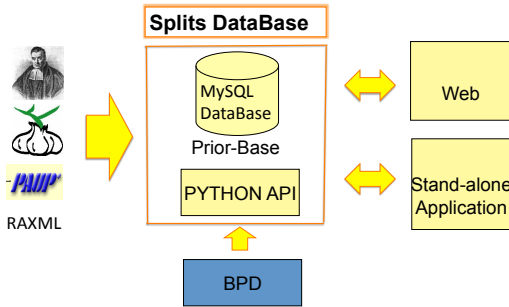 Splits DataBase
MySQL
DataBase
Prior-Base
PYTHON API
Web
Stand-alone
Application
PAUP*
RAXML
BPD